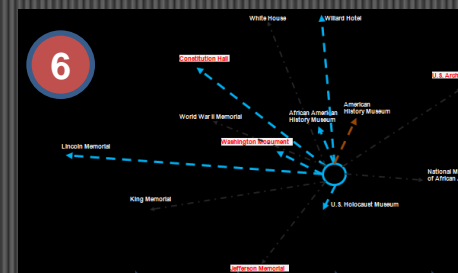 6
White House
Willard Hotel
Constitution Hall
U.S. Arch
African American
History Museum
American
History Museum
World War II Memorial
Washington Monument
Lincoln Memorial
National M
of African A
King Memorial
U.S. Holocaust Museum
Jefferson Memorial